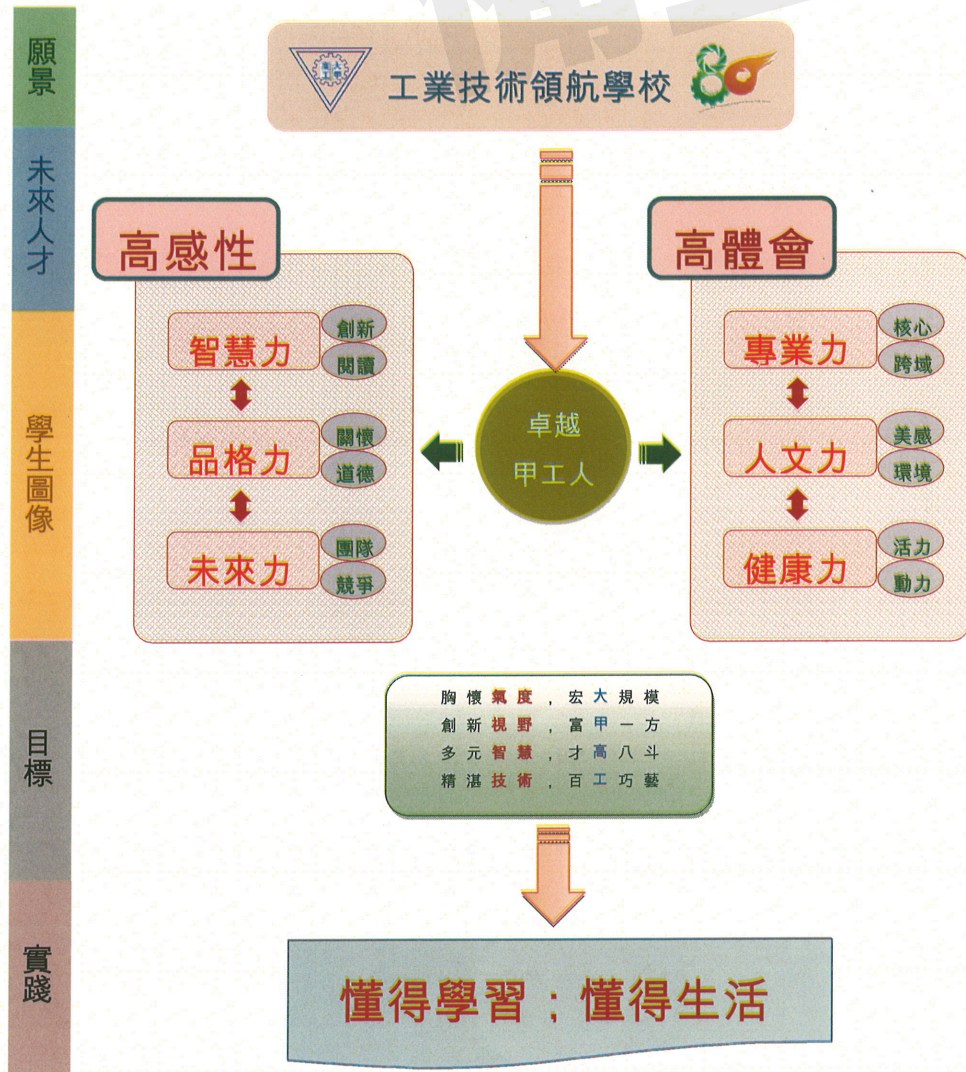 願景
工業技術領航學校
80
未來人才
高感性
高體會
學生圖像
智慧力
創新
閱讀
品格力
關懷
道德
未來力
團隊
競爭
卓越
甲工人
專業力
核心
跨域
人文力
美感
環境
健康力
活力
動力
目標
胸懷氣度，宏大規模
創新視野，富甲一方
多元智慧，才高八斗
精湛技術，百工巧藝
實踐
懂得學習；懂得生活